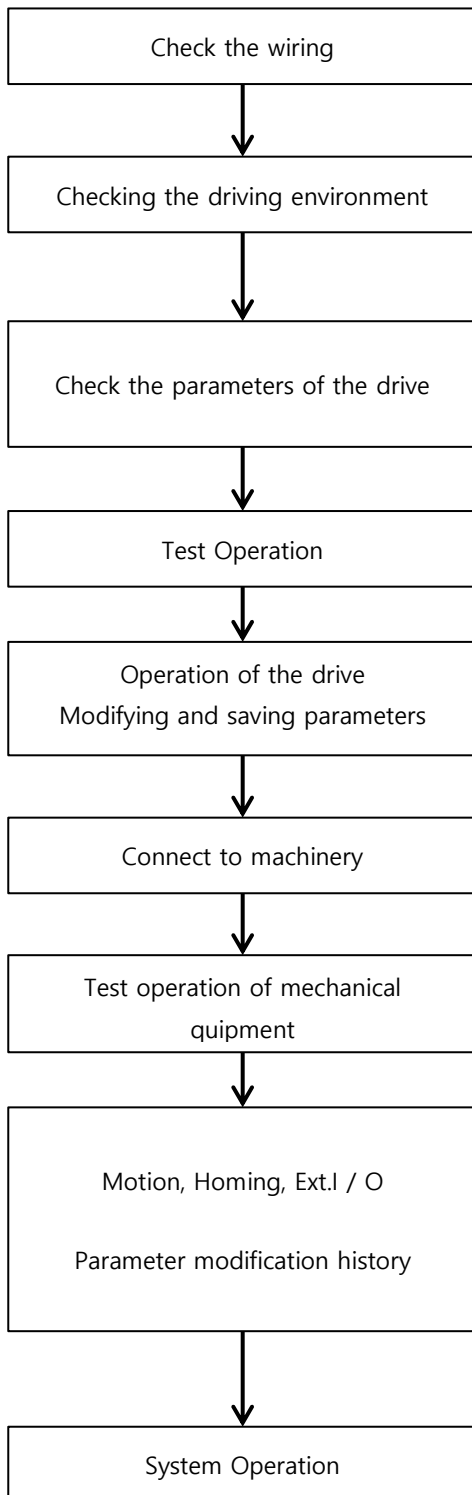 Check the wiring
Checking the driving environment
Check the parameters of the drive
Test Operation
Operation of the drive
Modifying and saving parameters
Connect to machinery
Test operation of mechanical
quipment
Motion, Homing, Ext.I / O
Parameter modification history
System Operation